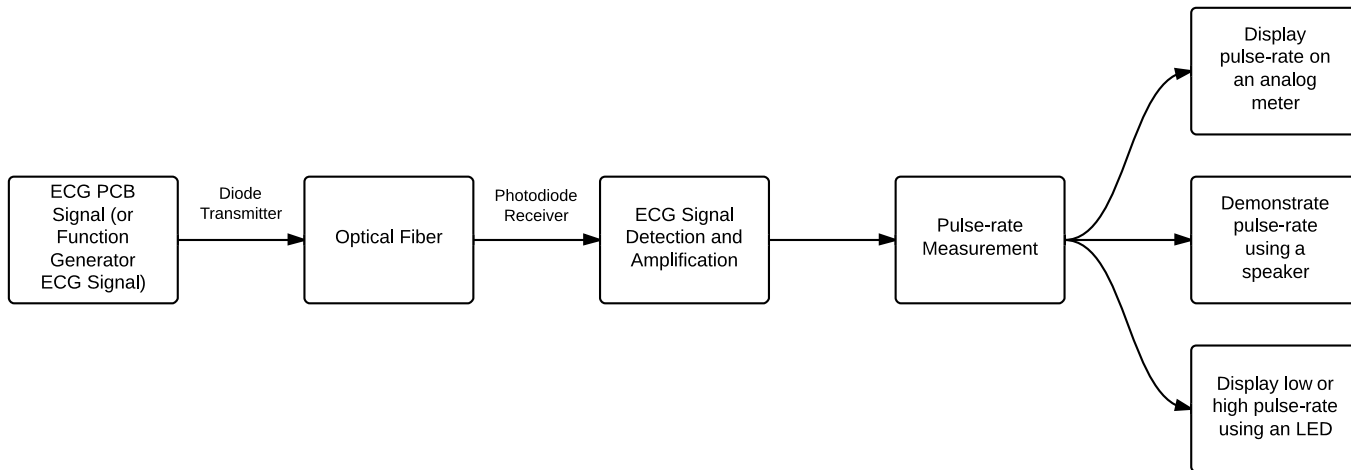 ECG PCB
Signal (or
Function
Generator
ECG Signal)
Diode
Transmitter
Optical Fiber
Photodiode
Receiver
ECG Signal
Detection and
Amplification
Pulse-rate
Measurement
Display
pulse-rate on
an analog
meter
Demonstrate
pulse-rate
using a
speaker
Display low or
high pulse-rate
using an LED